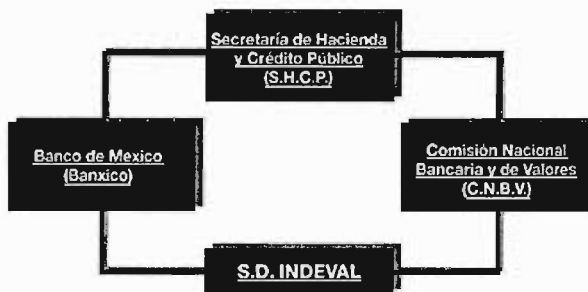 Secretaría de Hacienda
y Crédito Público
(S.H.C.P.)
Banco de Mexico
(Banxico)
Comisión Nacional
Bancaria y de Valores
(C.N.B.V.)
S.D. INDEVAL